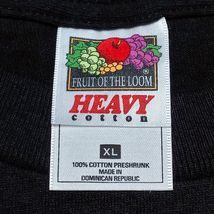 FRUIT OF THE LOOM®
HEAVY
cotton
XL
100% COTTON PRESHRUNK
MADE IN
DOMINICAN REPUBLIC